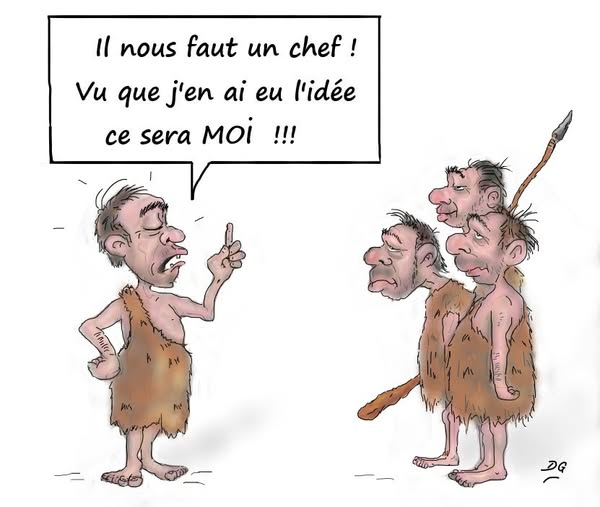 Il nous faut un chef !
Vu que j'en ai eu l'idée
ce sera MOI !!!
DG